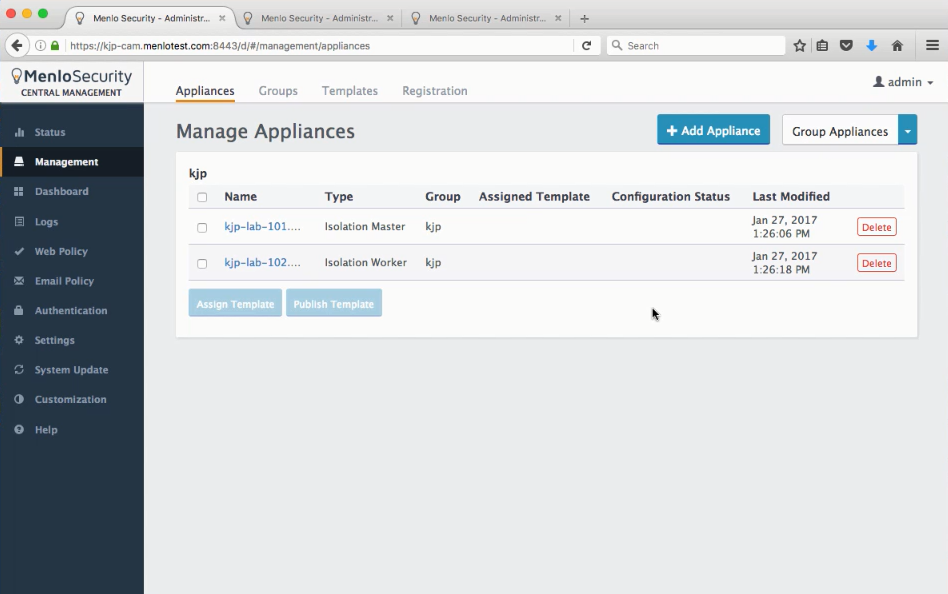 Menlo Security - Administr...
Menlo Security - Administr...
Menlo Security - Administr...
https://kjp-cam.menlotest.com:8443/d/#/management/appliances
Search
MenloSecurity
CENTRAL MANAGEMENT
Appliances
Groups
Templates
Registration
admin
Status
Management
Dashboard
Logs
Web Policy
Email Policy
Authentication
Settings
System Update
Customization
Help
Manage Appliances
Add Appliance
Group Appliances
kjp
Name Type Group Assigned Template Configuration Status Last Modified
kjp-lab-101.... Isolation Master kjp Jan 27, 2017
1:26:06 PM Delete
kjp-lab-102.... Isolation Worker kjp Jan 27, 2017
1:26:18 PM Delete
Assign Template
Publish Template